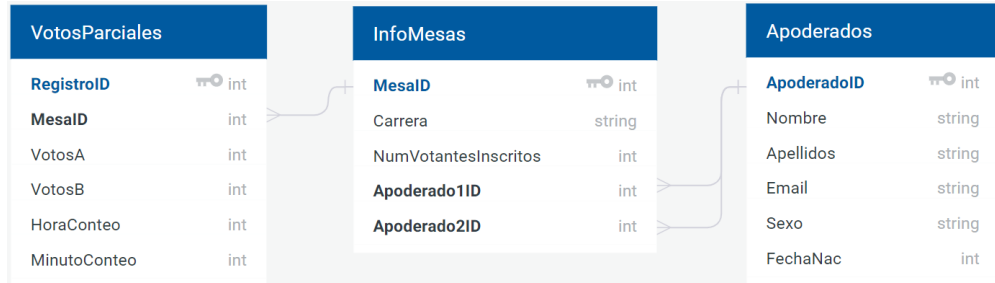 VotosParciales
RegistroID int
MesaID int
VotosA int
VotosB int
HoraConteo int
MinutoConteo int
InfoMesas
MesaID int
Carrera string
NumVotantesInscritos int
Apoderado1ID int
Apoderado2ID int
Apoderados
ApoderadoID int
Nombre string
Apellidos string
Email string
Sexo string
FechaNac int